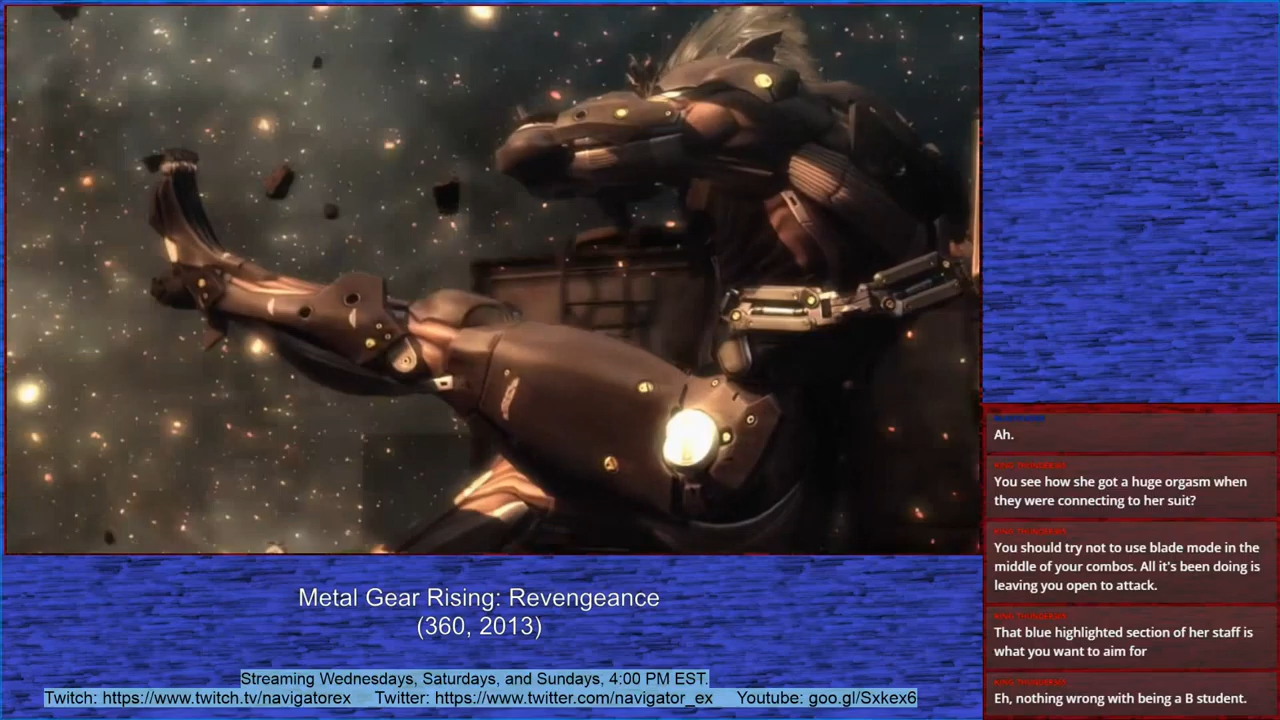 Metal Gear Rising: Revengeance
(360, 2013)
Streaming Wednesdays, Saturdays, and Sundays, 4:00 PM EST.
Twitch: https://www.twitch.tv/navigatorex Twitter: https://www.twitter.com/navigator_ex Youtube: goo.gl/Sxkex6
Ah.
You see how she got a huge orgasm when
they were connecting to her suit?
You should try not to use blade mode in the
middle of your combos. All it's been doing is
leaving you open to attack.
That blue highlighted section of her staff is
what you want to aim for
Eh, nothing wrong with being a B student.